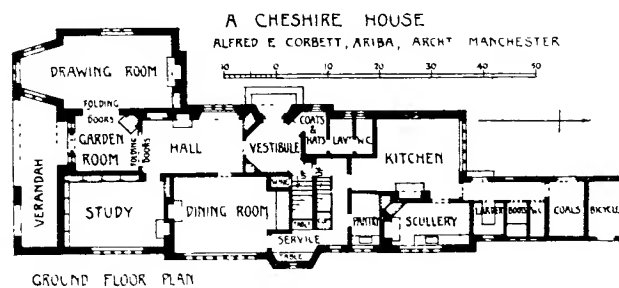 A CHESHIRE HOUSE
ALFRED E CORBETT, ARIBA, ARCHT MANCHESTER
10 0 10 20 30 40 50
DRAWING ROOM
FOLDING
DOORS
GARDEN
ROOM
FOLDING
DOORS
HALL
VESTIBULE
COATS
&
HATS
LAV
W.C.
KITCHEN
VERANDAH
STUDY
DINING ROOM
WINE
PANTRY
SCULLERY
LARDER
BOOTS
W.C.
COALS
BICYCLE
TABLE
SERVICE
TABLE
GROUND FLOOR PLAN